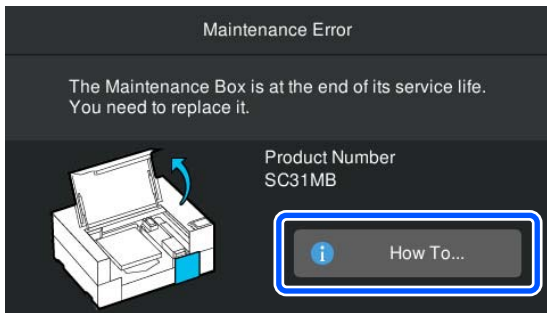 Maintenance Error
The Maintenance Box is at the end of its service life.
You need to replace it.
Product Number
SC31MB
How To...